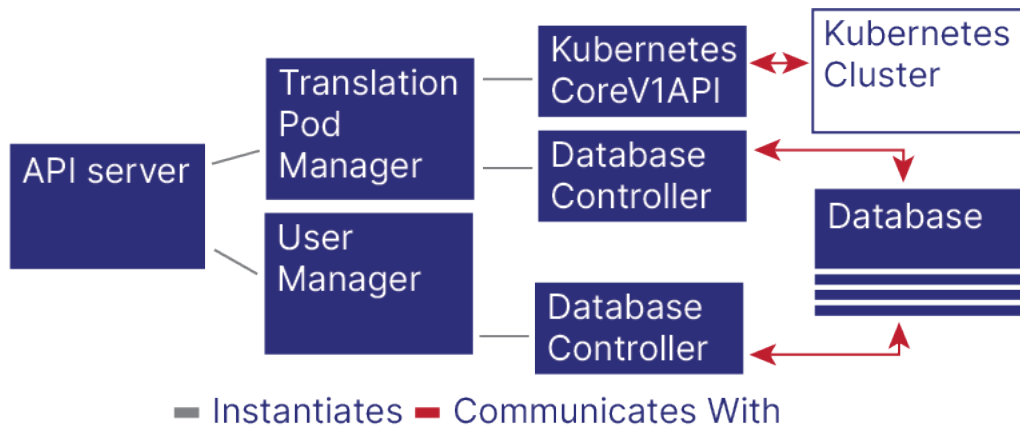 API server
Translation
Pod
Manager
User
Manager
Kubernetes
CoreV1API
Database
Controller
Database
Controller
Kubernetes
Cluster
Database
Instantiates
Communicates With